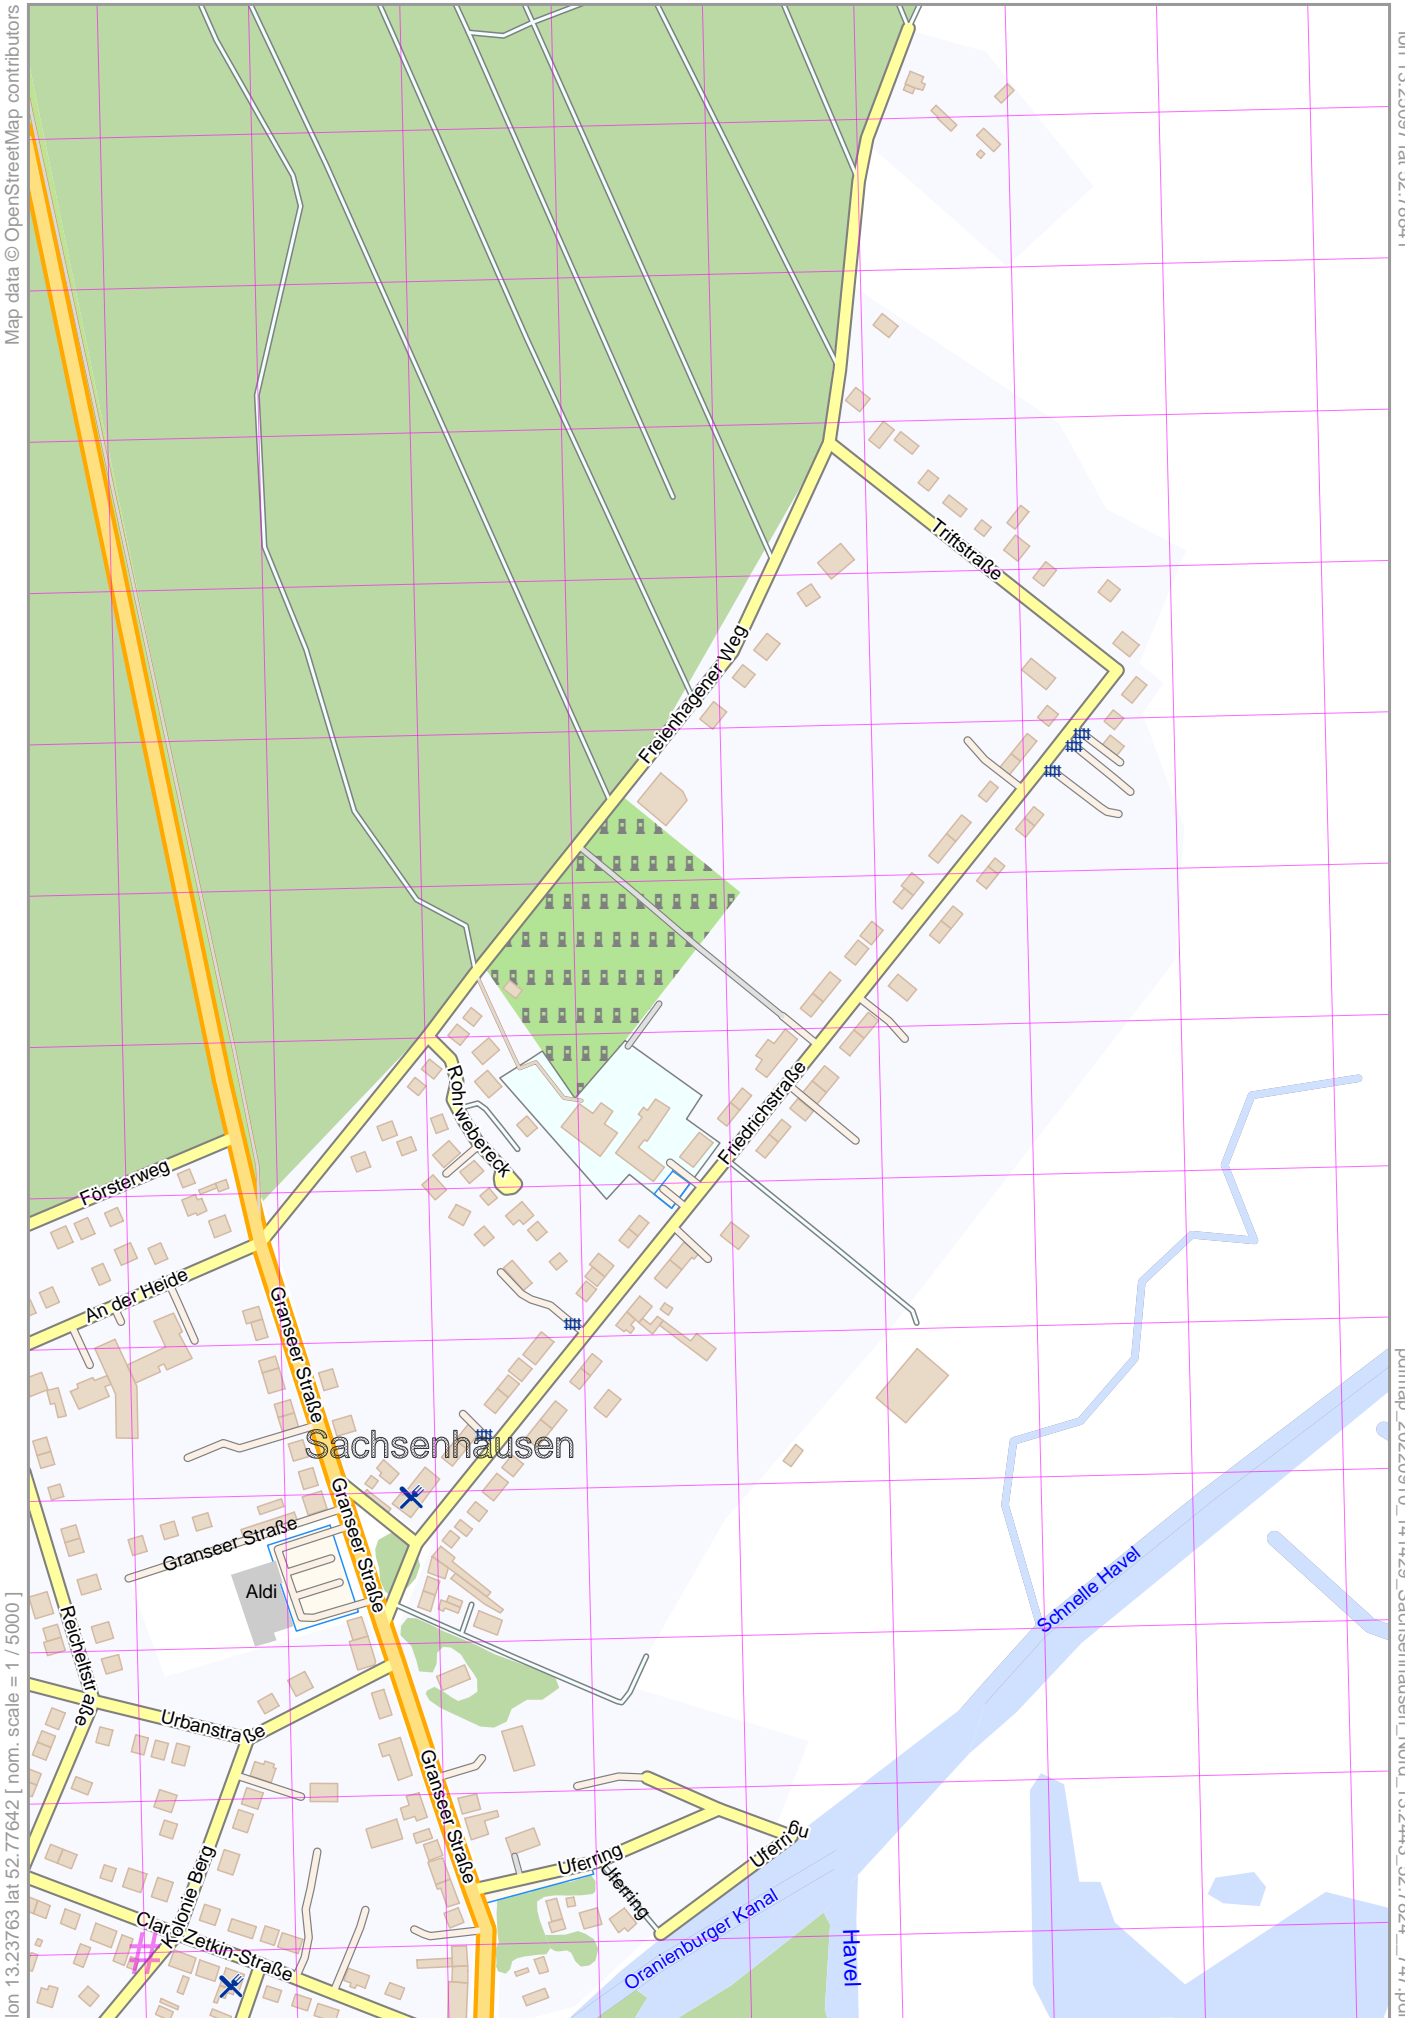 Map data © OpenStreetMap contributors
Triftstraße
Freienhagener Weg
Rohrwebereck
Friedrichstraße
Försterweg
An der Heide
Granseer Straße
Sachsenhausen
Granseer Straße
Granseer Straße
Aldi
Schnelle Havel
Reicheltstraße
Urbanstraße
Granseer Straße
Uferring
Uferring
Uferring
Kolonie Berg
Clara-Zetkin-Straße
Oranienburger Kanal
Havel
lon 13.23763 lat 52.77642 [ nom. scale = 1 / 5000 ]